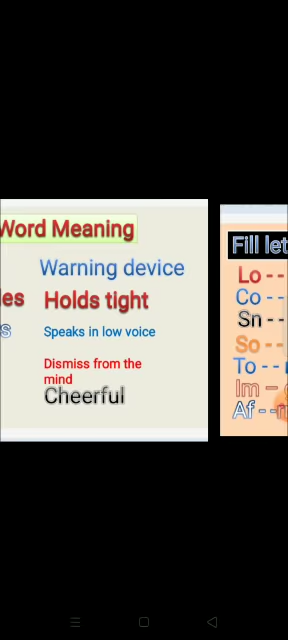 Word Meaning
Warning device
les Holds tight
s Speaks in low voice
Dismiss from the
mind
Cheerful
Fill let
Lo - -
Co - -
Sn - -
So - -
To - -
Im –
Af - -